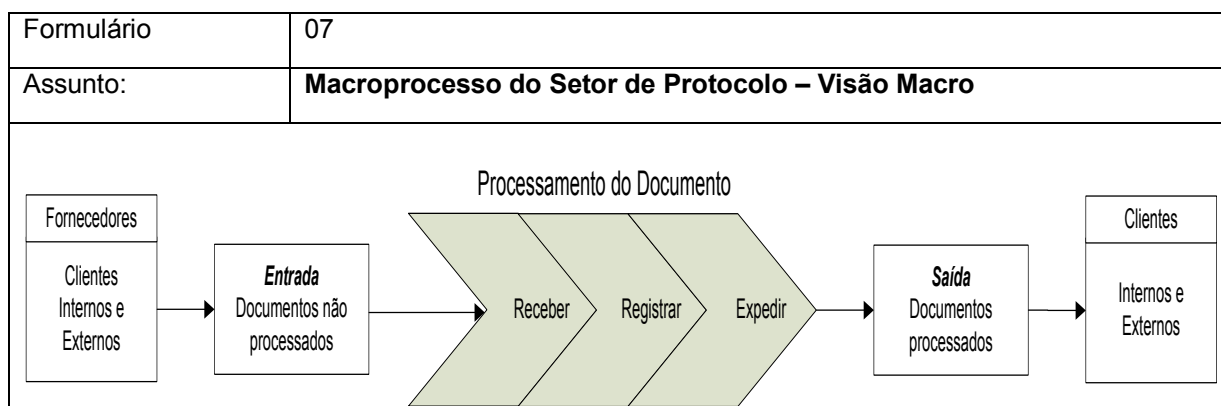 Formulário 07
Assunto: Macroprocesso do Setor de Protocolo – Visão Macro
Processamento do Documento
Fornecedores
Clientes
Internos e
Externos
Entrada
Documentos não
processados
Receber
Registrar
Expedir
Saída
Documentos
processados
Clientes
Internos e
Externos